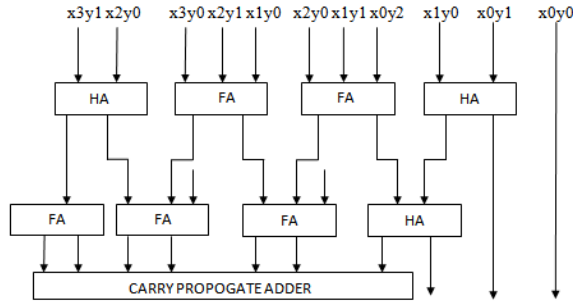 x3y1 x2y0 x3y0 x2y1 x1y0 x2y0 x1y1 x0y2 x1y0 x0y1 x0y0
HA FA FA HA
FA FA FA HA
CARRY PROPOGATE ADDER